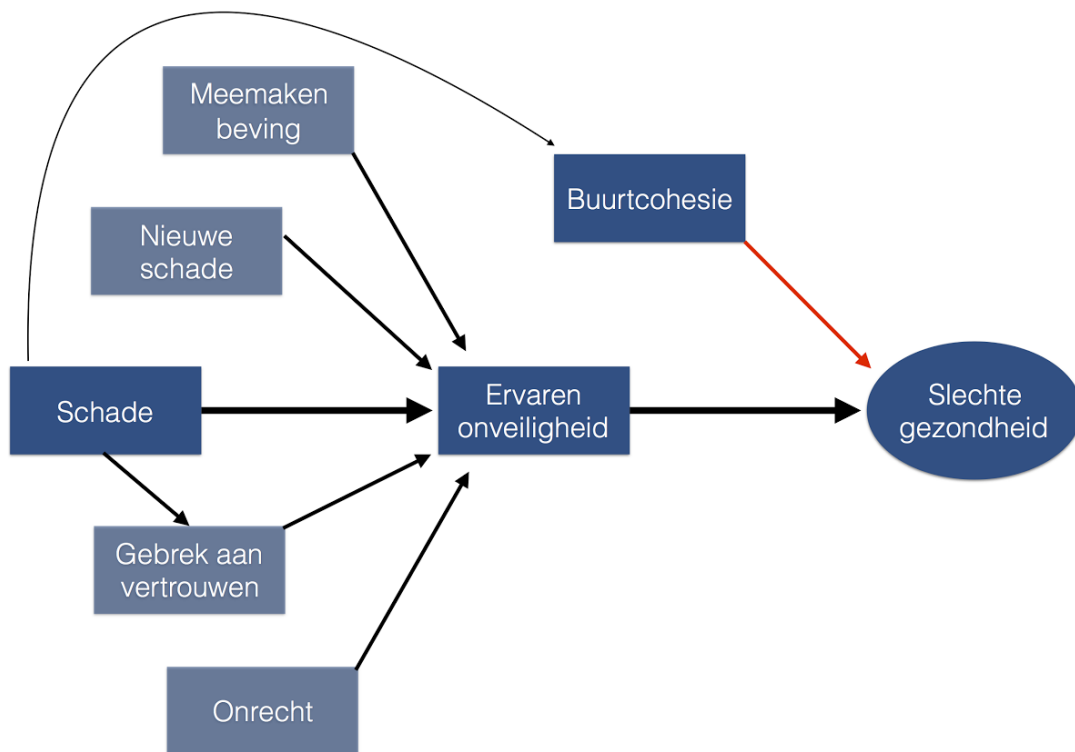 Meemaken
beving
Buurtcohesie
Nieuwe
schade
Schade
Ervaren
onveiligheid
Slechte
gezondheid
Gebrek aan
vertrouwen
Onrecht